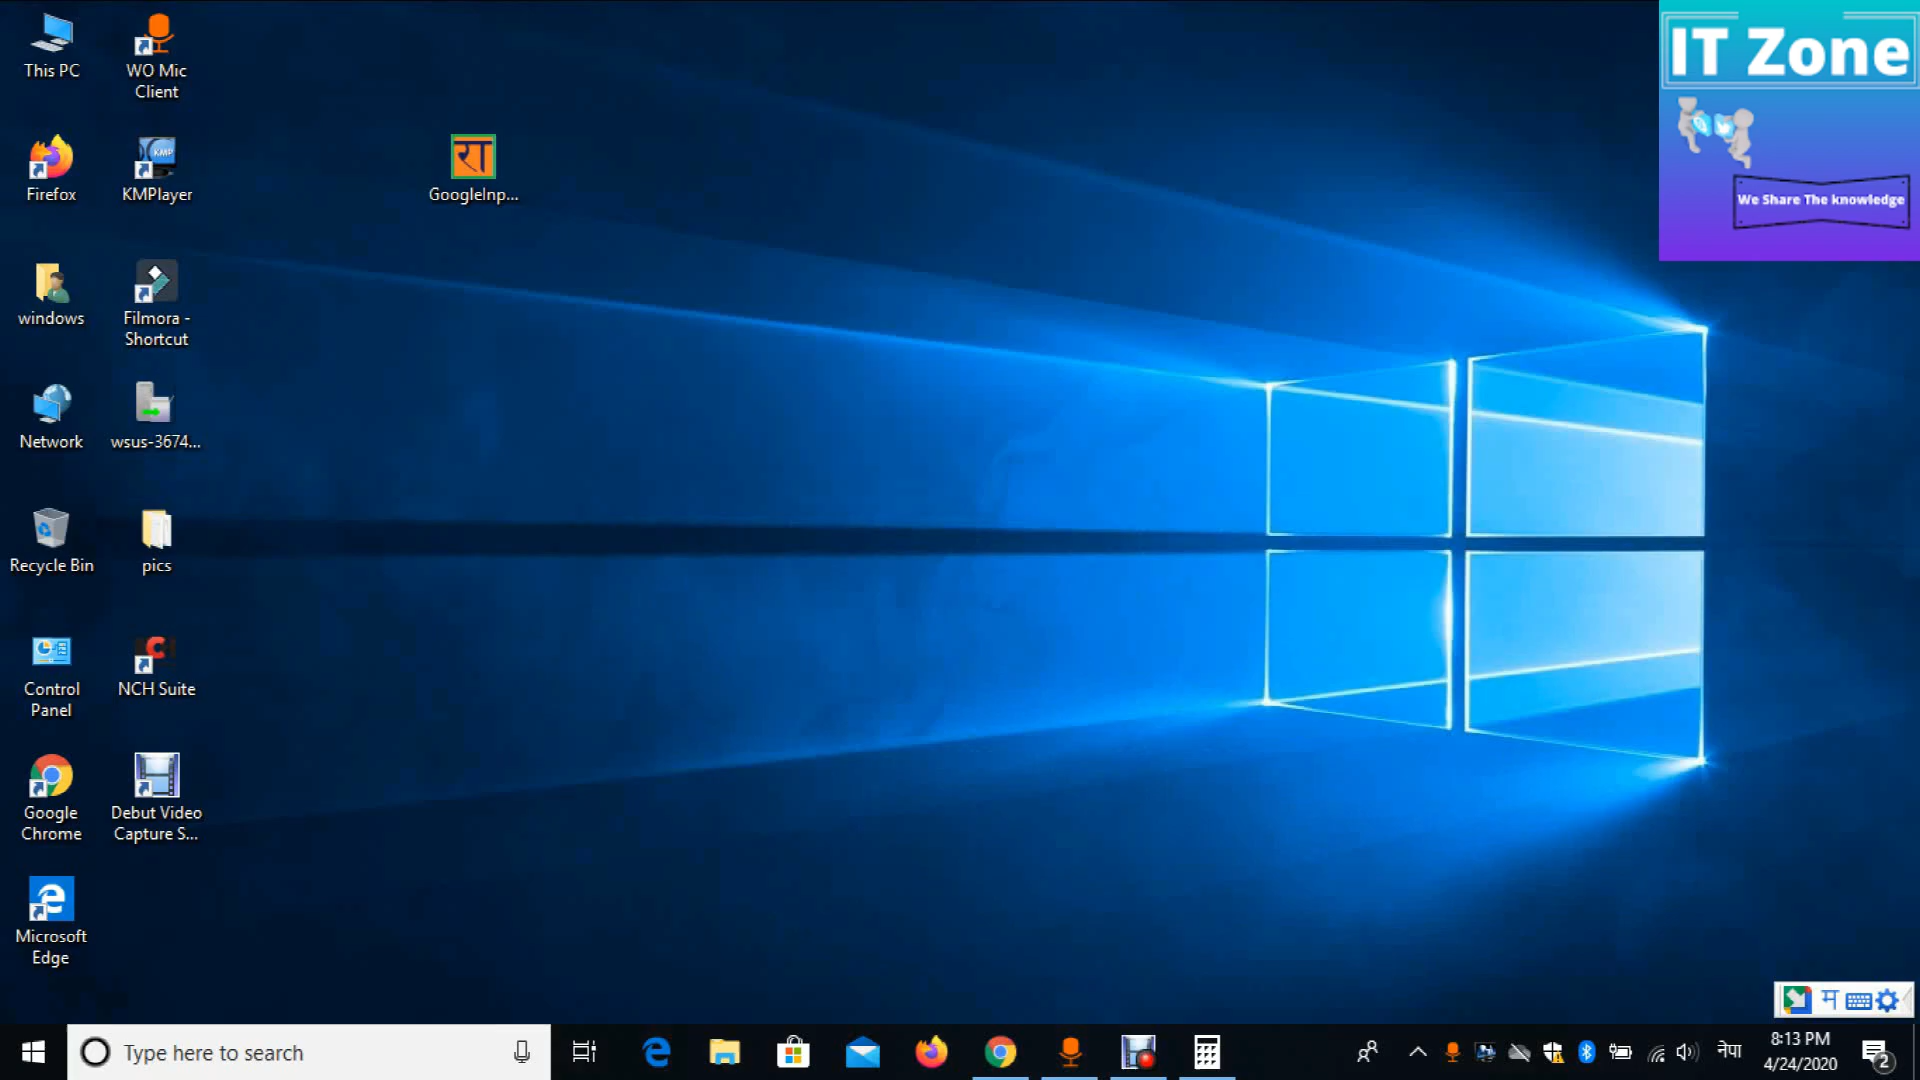 This PC
WO Mic
Client
IT Zone
We Share The knowledge
Firefox
KMPlayer
रा
GoogleInp...
windows
Filmora -
Shortcut
Network
wsus-3674...
Recycle Bin
pics
Control
Panel
NCH Suite
Google
Chrome
Debut Video
Capture S...
Microsoft
Edge
म
Type here to search
नेपा
8:13 PM
4/24/2020
2
KMP